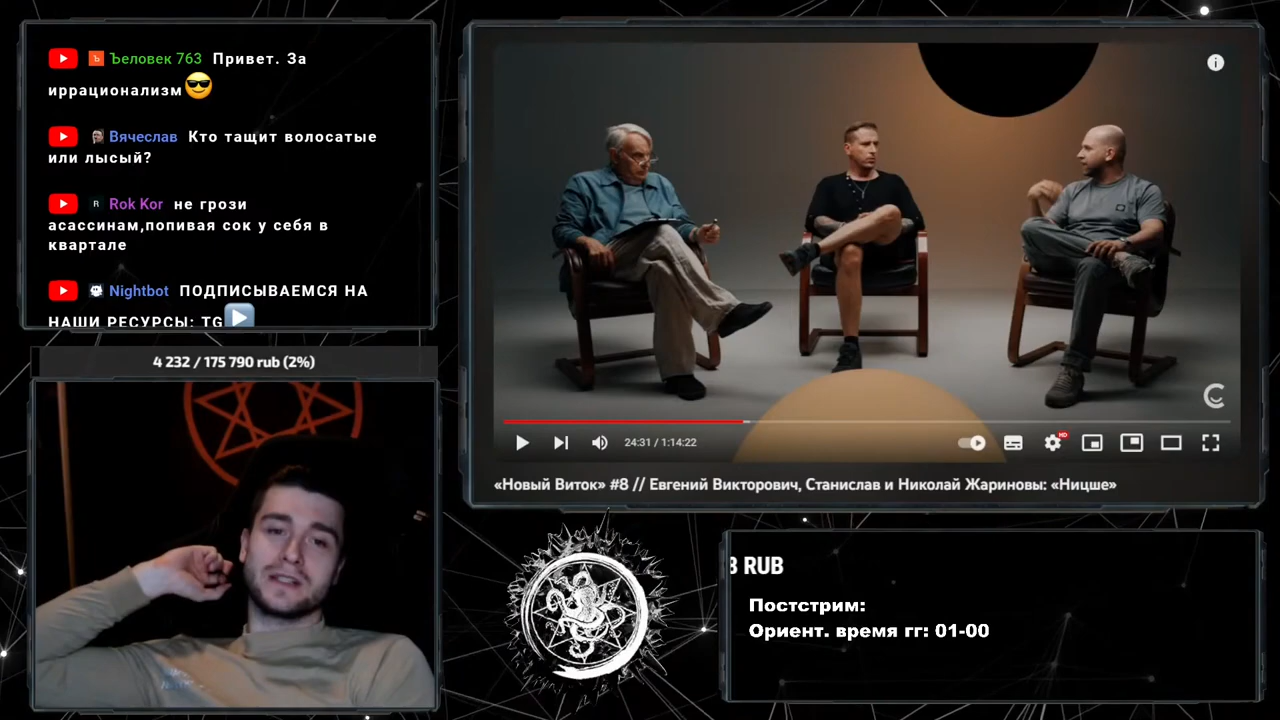 Ъеловек 763 Привет. За
иррационализм
Вячеслав Кто тащит волосатые
или лысый?
Rok Kor не грози
асассинам,попивая сок у себя в
квартале
Nightbot ПОДПИСЫВАЕМСЯ НА
НАШИ РЕСУРСЫ: TG
4 232 / 175 790 rub (2%)
24:31 / 1:14:22
HD
«Новый Виток» #8 // Евгений Викторович, Станислав и Николай Жариновы: «Ницше»
RUB
Постстрим:
Ориент. время гг: 01-00